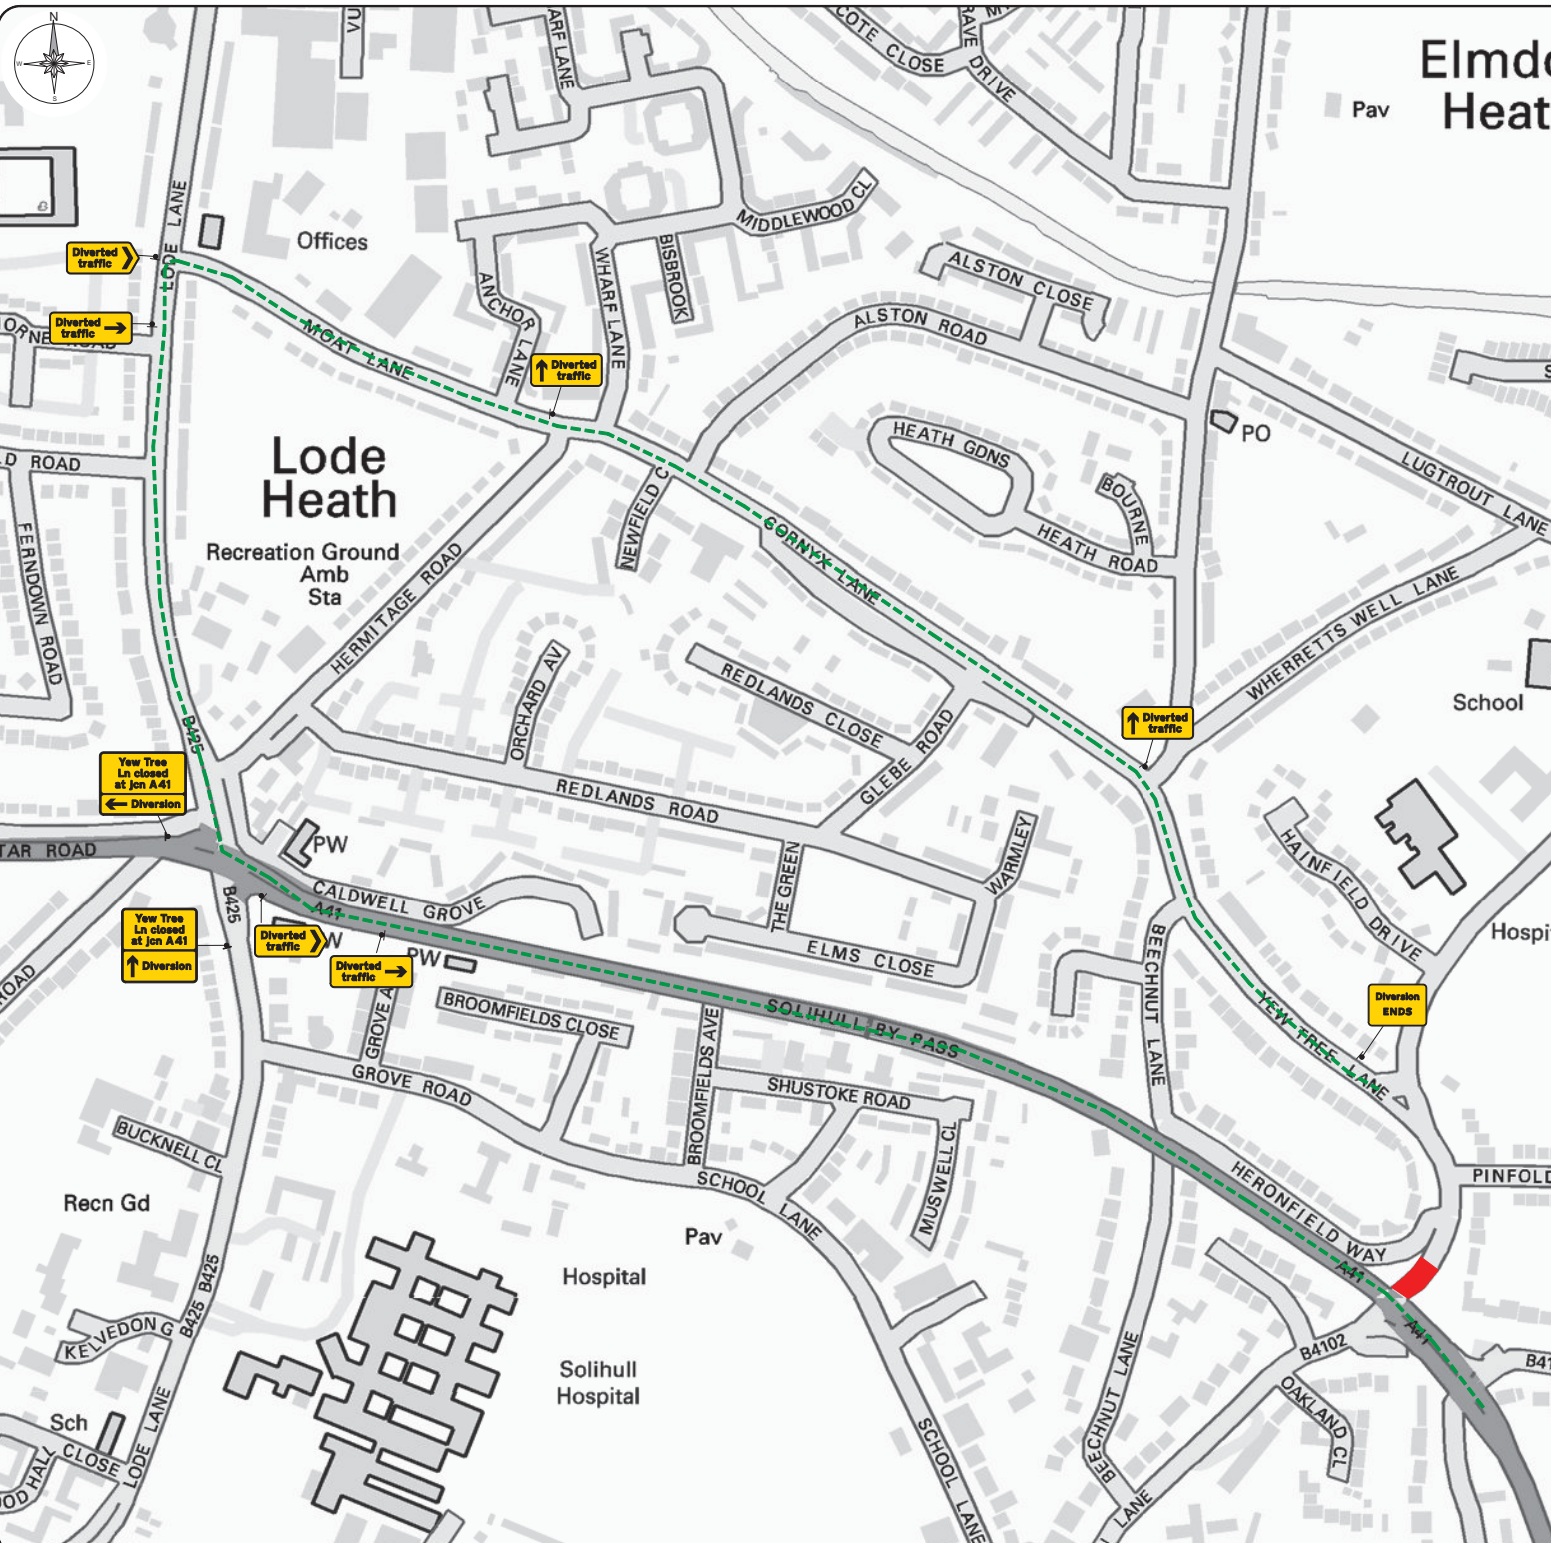 N
W
E
S
COTE CLOSE
DRIVE
ARF LANE
Elmdo
Heat
Pav
LODE LANE
Offices
MIDDLEWOOD CL
BISBROOK
WHARF LANE
ANCHOR LANE
ALSTON CLOSE
ALSTON ROAD
Diverted
traffic
Diverted
traffic
ORNE ROAD
MOAT LANE
Diverted
traffic
PO
HEATH GDNS
BOURNE
HEATH ROAD
LUGTROUT LANE
LD ROAD
Lode
Heath
Recreation Ground
Amb
Sta
FERNDOWN ROAD
HERMITAGE ROAD
NEWFIELD C
CORNYX LANE
WHERRETTS WELL LANE
School
ORCHARD AV
REDLANDS CLOSE
GLEBE ROAD
Diverted
traffic
B425
Yew Tree
Ln closed
at jcn A41
Diversion
REDLANDS ROAD
TAR ROAD
PW
CALDWELL GROVE
A41
THE GREEN
WARMLEY
HAINFIELD DRIVE
Hospi
B425
Yew Tree
Ln closed
at jcn A41
Diversion
Diverted
traffic
W
Diverted
traffic
PW
ELMS CLOSE
BEECHNUT LANE
ROAD
GROVE A
BROOMFIELDS CLOSE
BROOMFIELDS AVE
SOLIHULL BY PASS
YEW TREE LANE
Diversion
ENDS
GROVE ROAD
SHUSTOKE ROAD
MUSWELL CL
BUCKNELL CL
Recn Gd
SCHOOL LANE
HERONFIELD WAY
PINFOLD
Pav
A41
A41
B425
B425
Hospital
KELVEDON G
Solihull
Hospital
B4102
B41
OAKLAND CL
BEECHNUT LANE
LODE LANE
Sch
CLOSE
OOD HALL
SCHOOL LANE
LANE